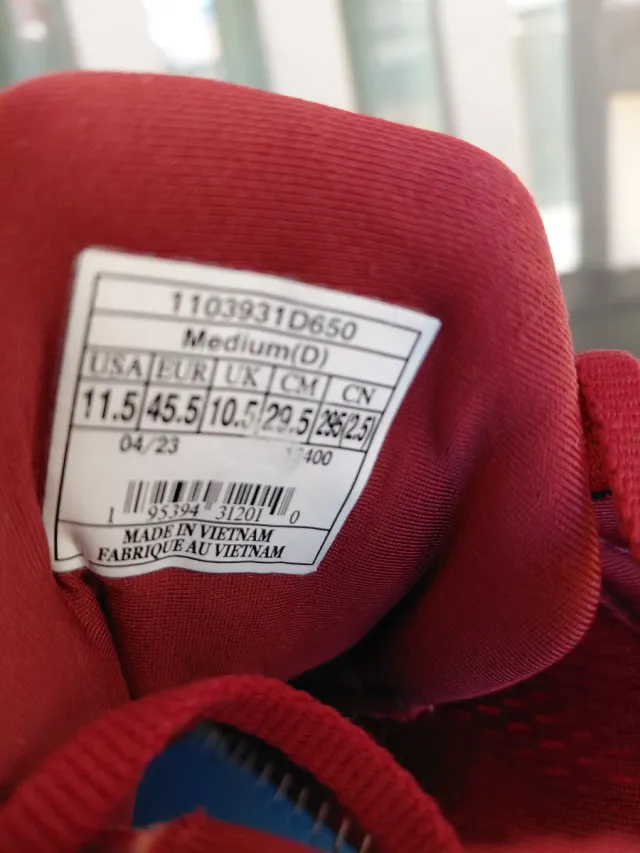 1103931D650
Medium(D)
USA EUR UK CM CN
11.5 45.5 10.5 29.5 295(2.5)
04/23
1 95394 31201 0
MADE IN VIETNAM
FABRIQUE AU VIETNAM